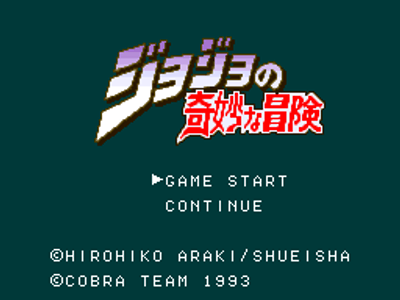 ジョジョの
奇妙な冒険
▶GAME START
CONTINUE
©HIROHIKO ARAKI/SHUEISHA
©COBRA TEAM 1993